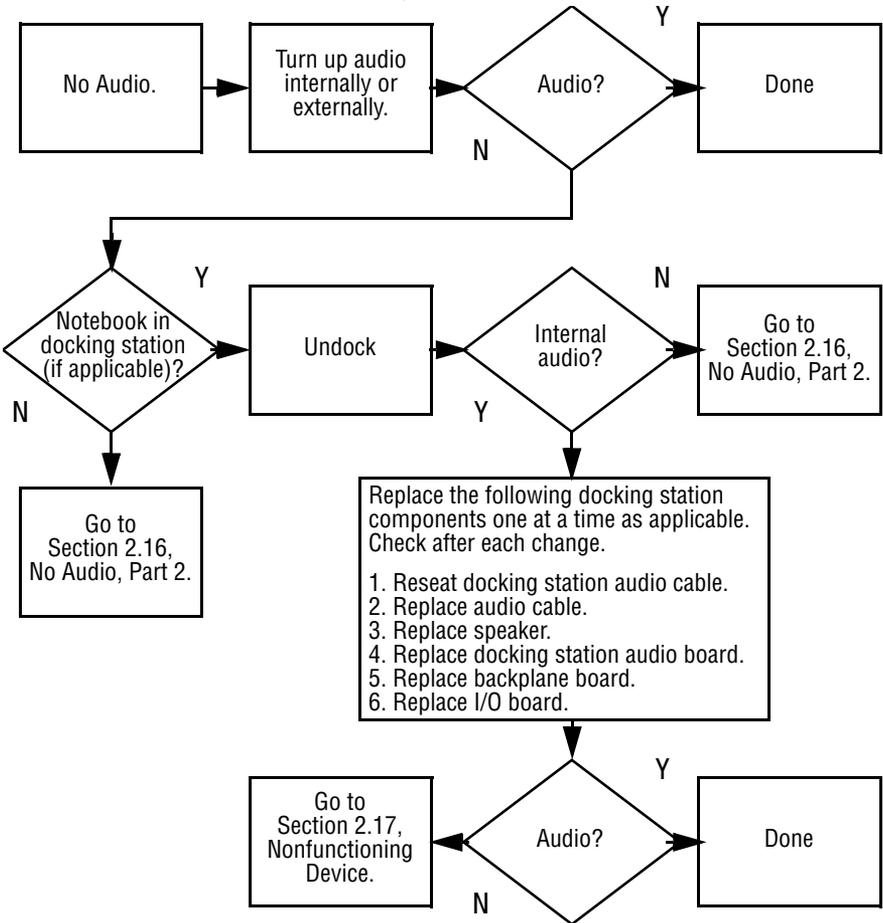 Y
No Audio.
Turn up audio
internally or
externally.
Audio?
Done
N
Y
N
Notebook in
docking station
(if applicable)?
Undock
Internal
audio?
Go to
Section 2.16,
No Audio, Part 2.
N
Y
Go to
Section 2.16,
No Audio, Part 2.
Replace the following docking station
components one at a time as applicable.
Check after each change.
1. Reseat docking station audio cable.
2. Replace audio cable.
3. Replace speaker.
4. Replace docking station audio board.
5. Replace backplane board.
6. Replace I/O board.
Y
Go to
Section 2.17,
Nonfunctioning
Device.
Audio?
Done
N